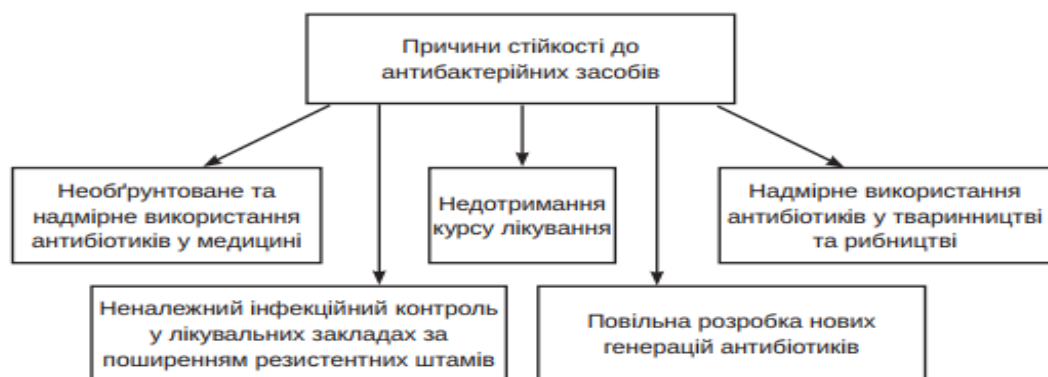 Причини стійкості до
антибактерійних засобів
Необґрунтоване та
надмірне використання
антибіотиків у медицині
Недотримання
курсу лікування
Надмірне використання
антибіотиків у тваринництві
та рибництві
Неналежний інфекційний контроль
у лікувальних закладах за
поширенням резистентних штамів
Повільна розробка нових
генерацій антибіотиків